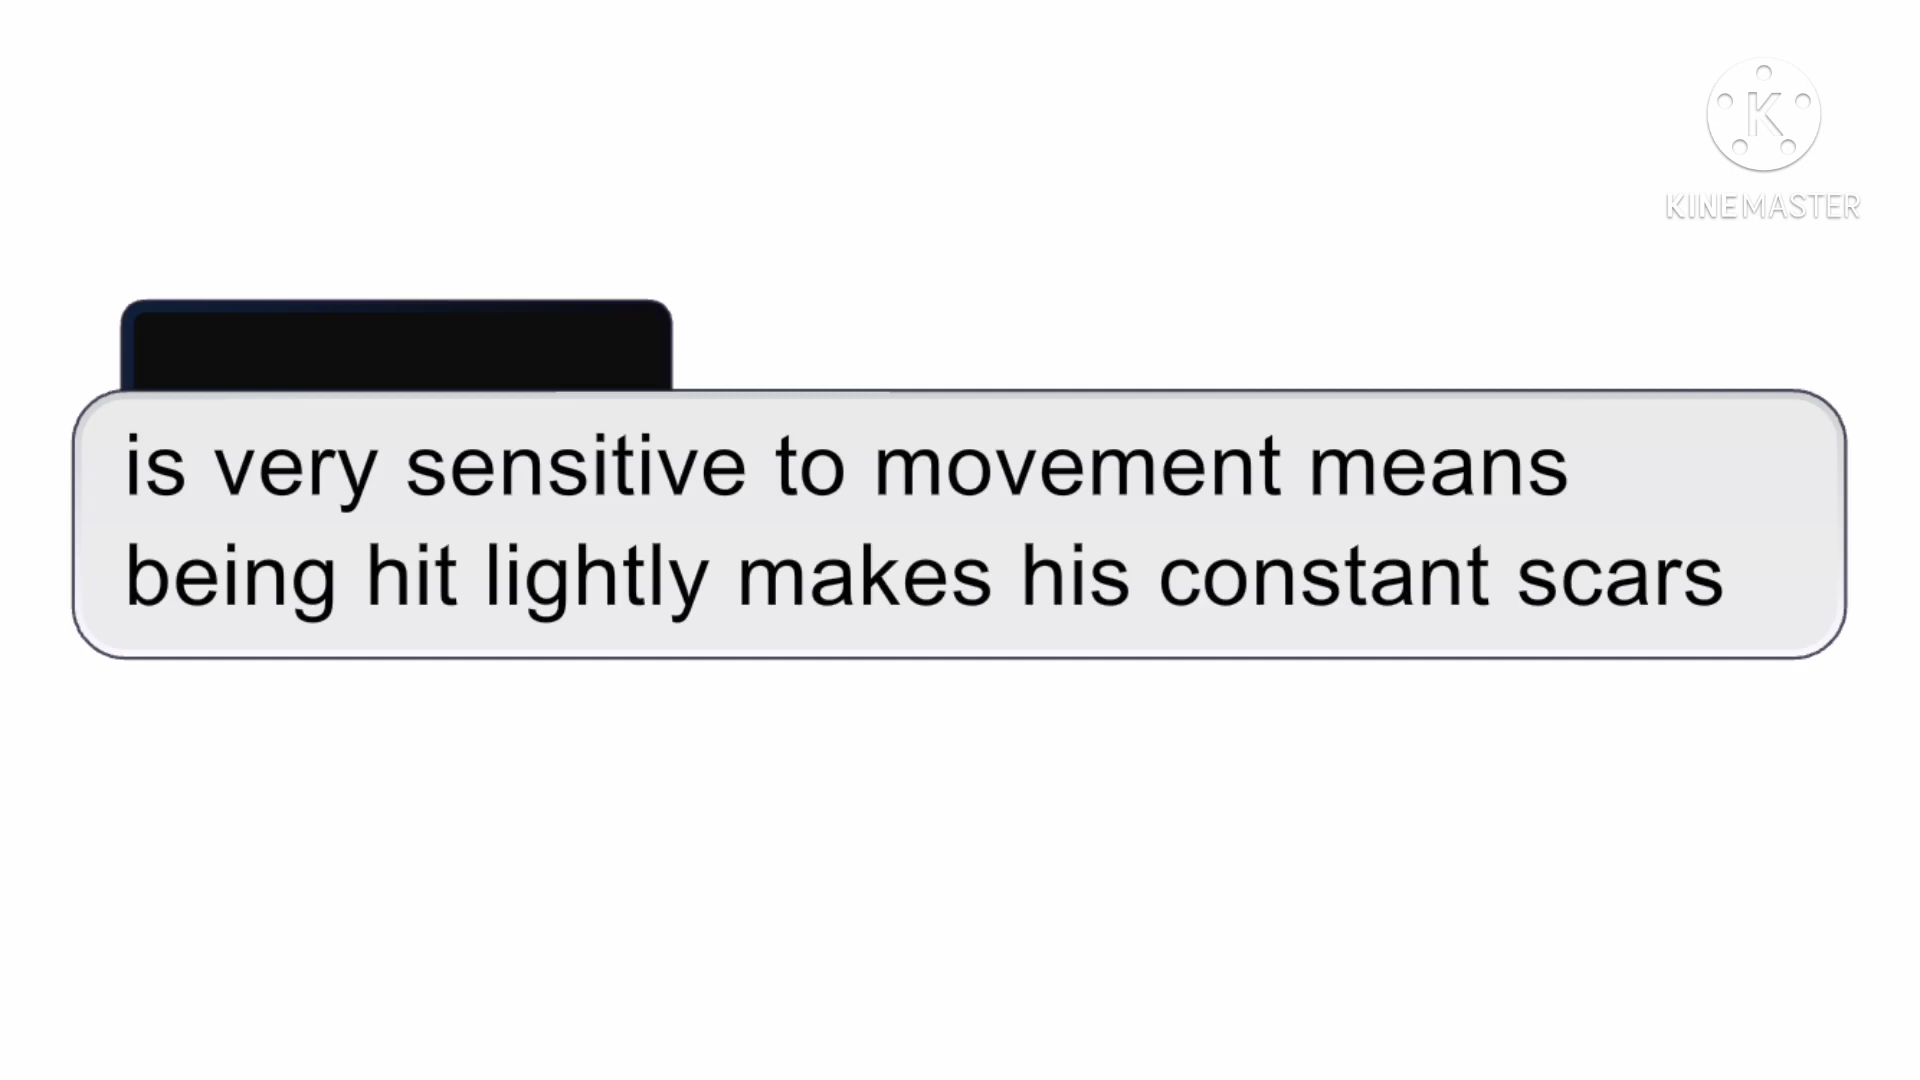 KINEMASTER
is very sensitive to movement means
being hit lightly makes his constant scars